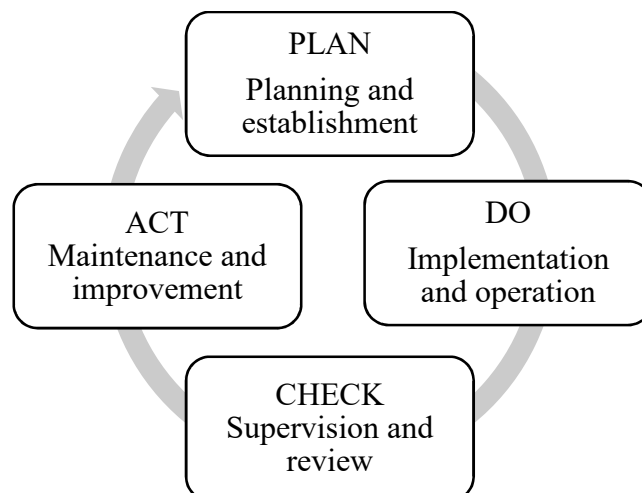 PLAN
Planning and
establishment
DO
Implementation
and operation
CHECK
Supervision and
review
ACT
Maintenance and
improvement